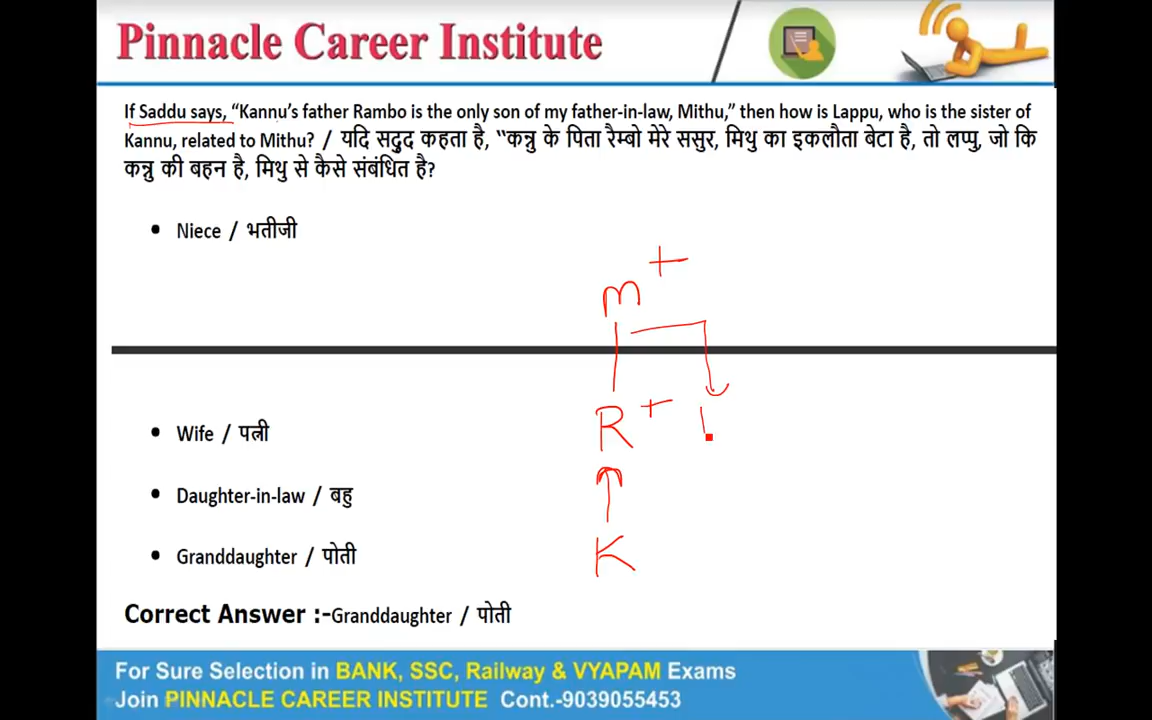 Pinnacle Career Institute
If Saddu says, “Kannu’s father Rambo is the only son of my father-in-law, Mithu,” then how is Lappu, who is the sister of
Kannu, related to Mithu? / यदि सद्दुद कहता है, “कन्नु के पिता रैम्बो मेरे ससुर, मिथु का इकलौता बेटा है, तो लप्पु, जो कि
कन्नु की बहन है, मिथु से कैसे संबंधित है?
• Niece / भतीजी
M +
R +
• Wife / पत्नी
• Daughter-in-law / बहु
K
• Granddaughter / पोती
Correct Answer :-Granddaughter / पोती
For Sure Selection in BANK, SSC, Railway & VYAPAM Exams
Join PINNACLE CAREER INSTITUTE Cont.-9039055453